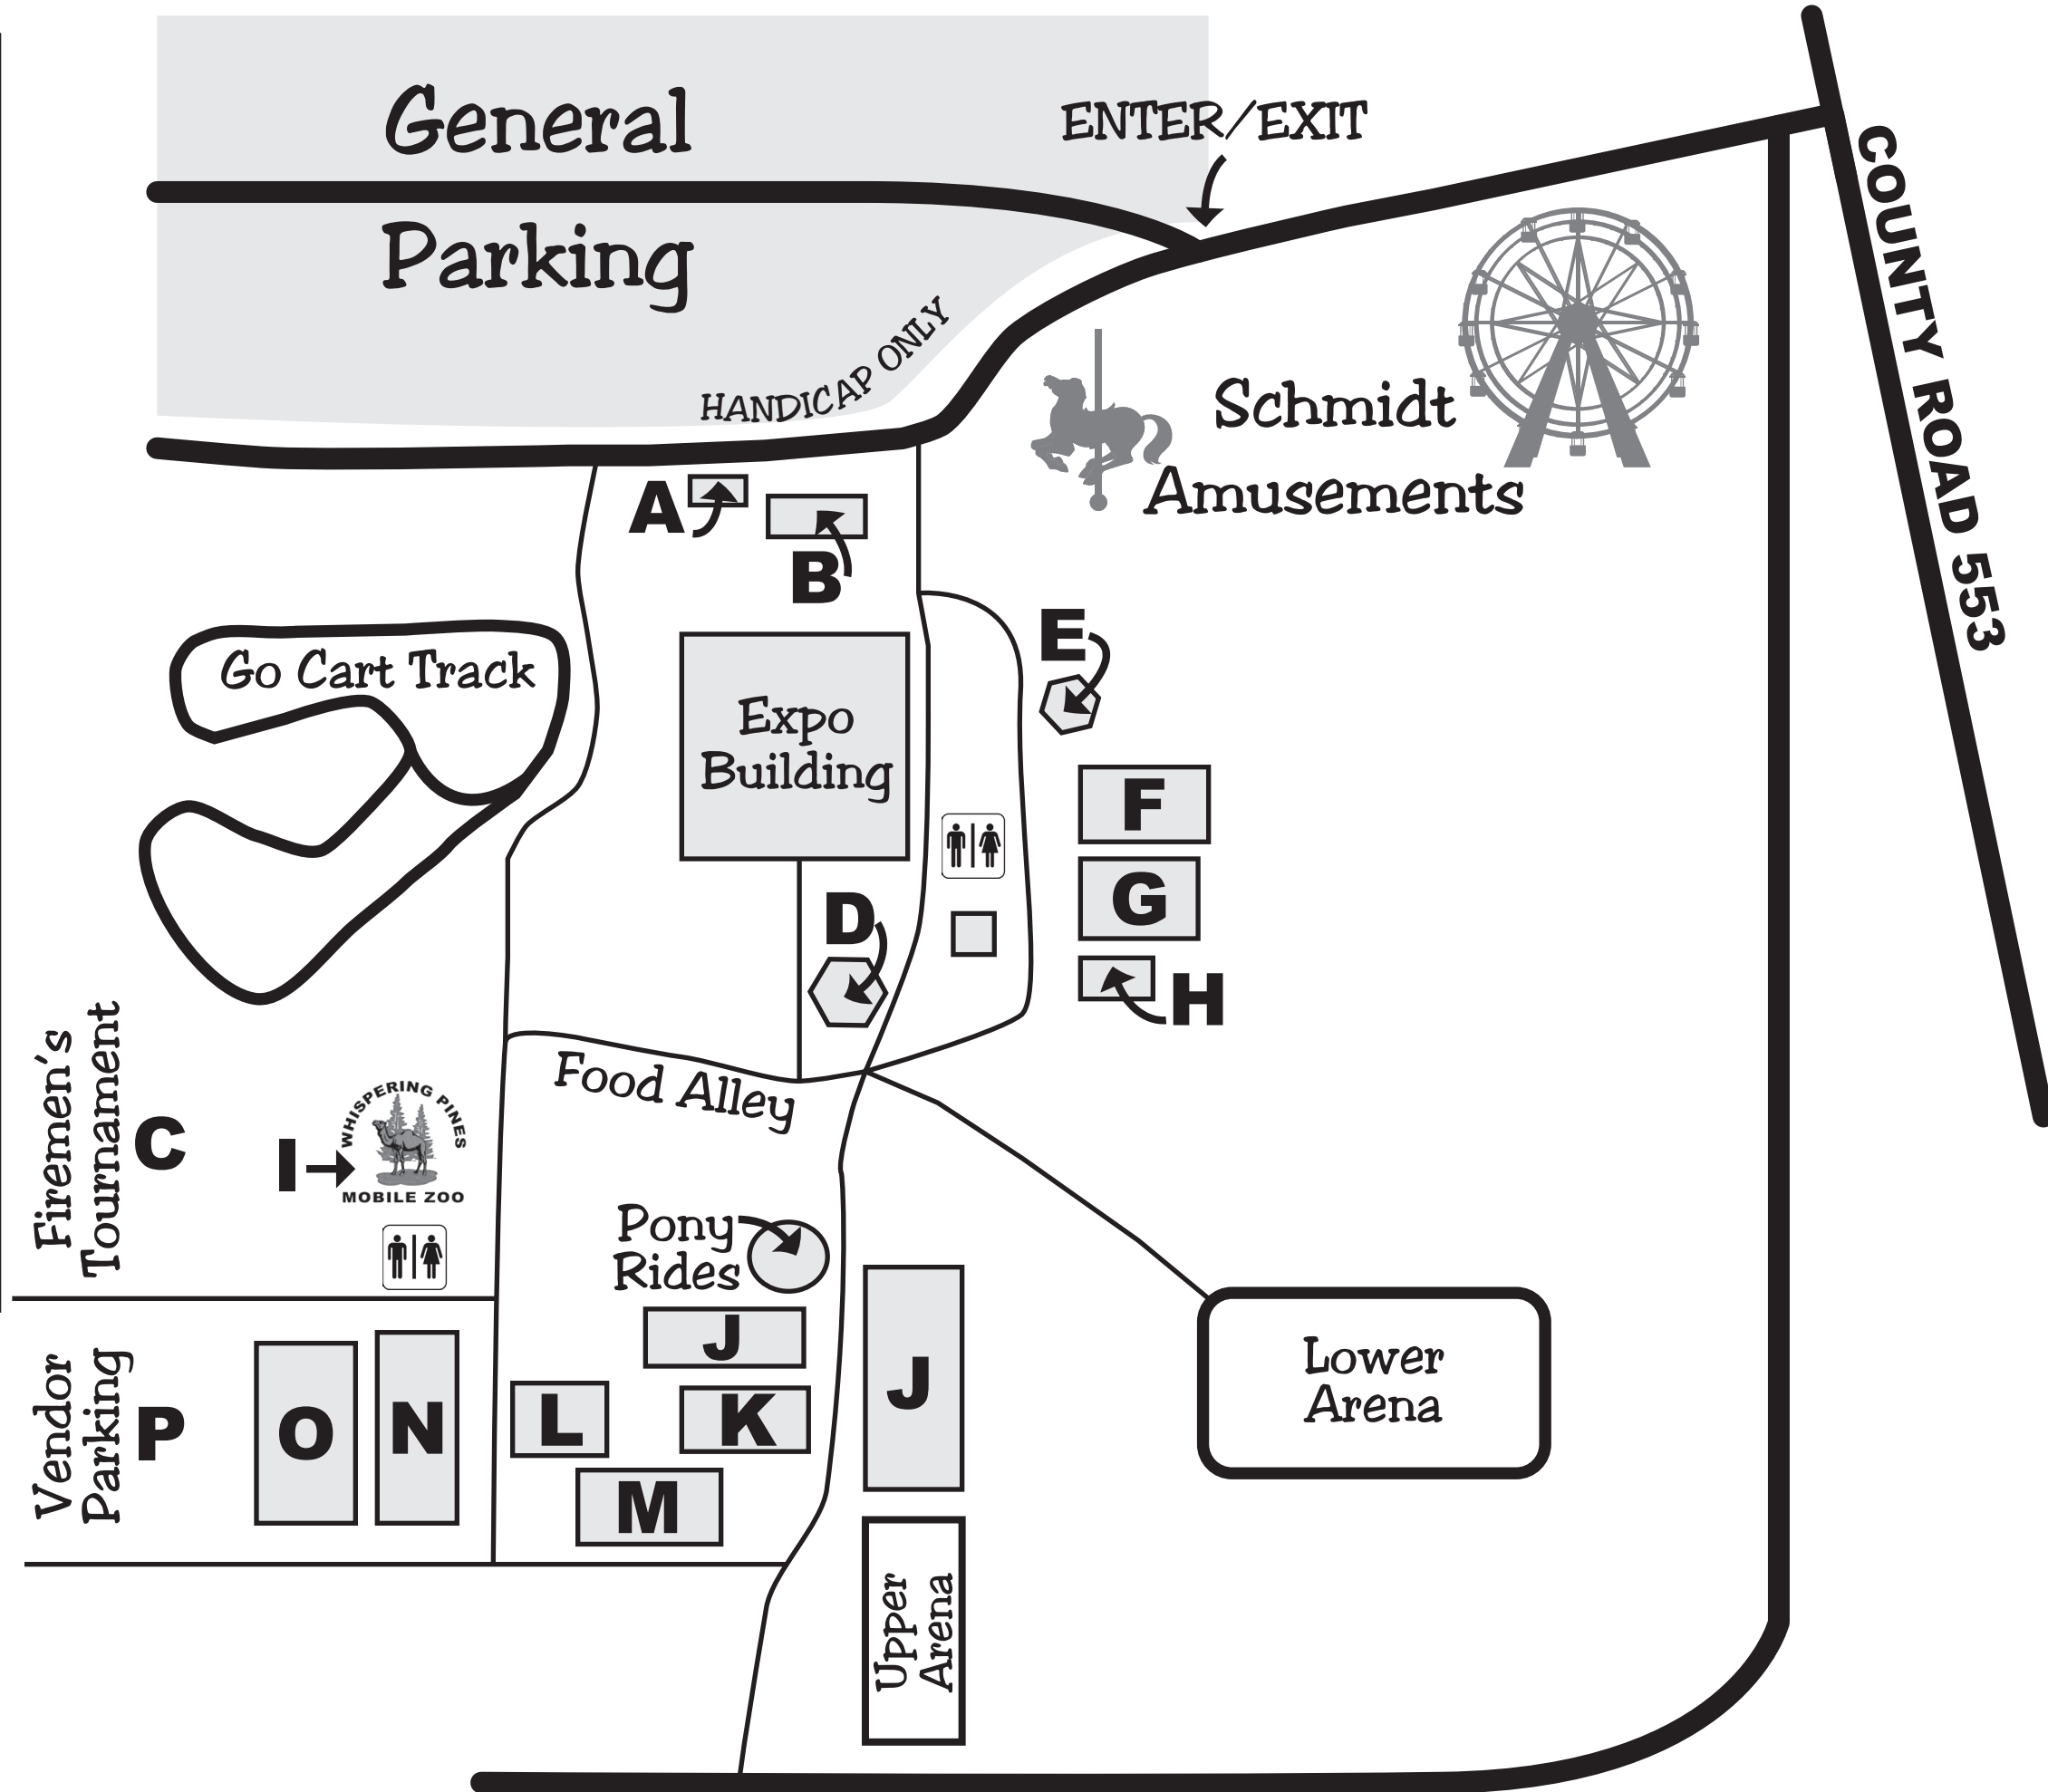 General
Parking
ENTER/EXIT
HANDICAP ONLY
COUNTY ROAD 553
Schmidt
Amusements
A
B
E
Go Cart Track
Expo
Building
F
G
D
H
Food Alley
Firemen's
Tournament
C
I
WHISPERING PINES
MOBILE ZOO
Pony
Rides
J
J
L
K
M
Lower
Arena
Vendor
Parking
P
O
N
Upper
Arena